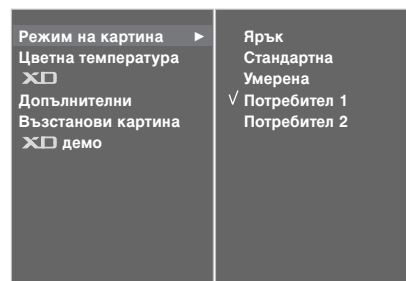 Режим на картина ►
Цветна температура
XD
Допълнителни
Възстанови картина
XD демо
Ярък
Стандартна
Умерена
√ Потребител 1
Потребител 2